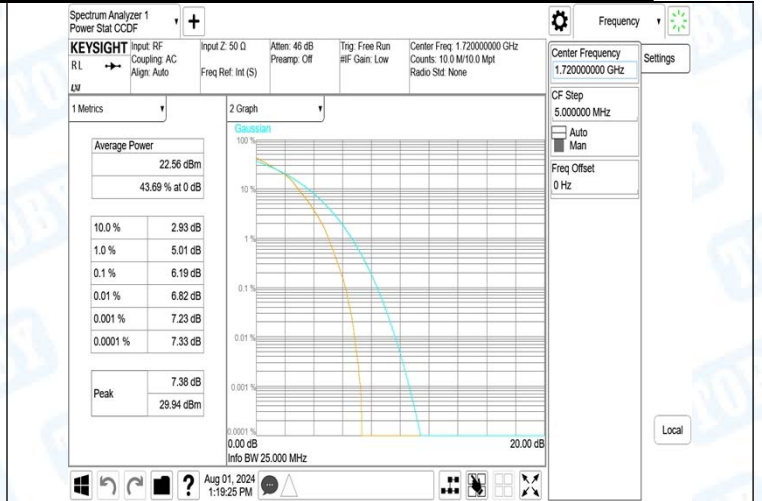 Spectrum Analyzer 1
Power Stat CCDF
Frequency
KEYSIGHT
RL
Input: RF
Coupling: AC
Align: Auto
Input Z: 50 Ω
Freq Ref: Int (S)
Atten: 46 dB
Preamp: Off
Trig: Free Run
#IF Gain: Low
Center Freq: 1.720000000 GHz
Counts: 10.0 M/10.0 Mpt
Radio Std: None
Center Frequency
1.720000000 GHz
Settings
CF Step
5.000000 MHz
Auto
Man
Freq Offset
0 Hz
1 Metrics
Average Power
22.56 dBm
43.69 % at 0 dB
10.0 % 2.93 dB
1.0 % 5.01 dB
0.1 % 6.19 dB
0.01 % 6.82 dB
0.001 % 7.23 dB
0.0001 % 7.33 dB
Peak
7.38 dB
29.94 dBm
2 Graph
Gaussian
100 %
10 %
1 %
0.1 %
0.01 %
0.001 %
0.0001 %
0.00 dB 20.00 dB
Info BW 25.000 MHz
Local
?
Aug 01, 2024
1:19:25 PM